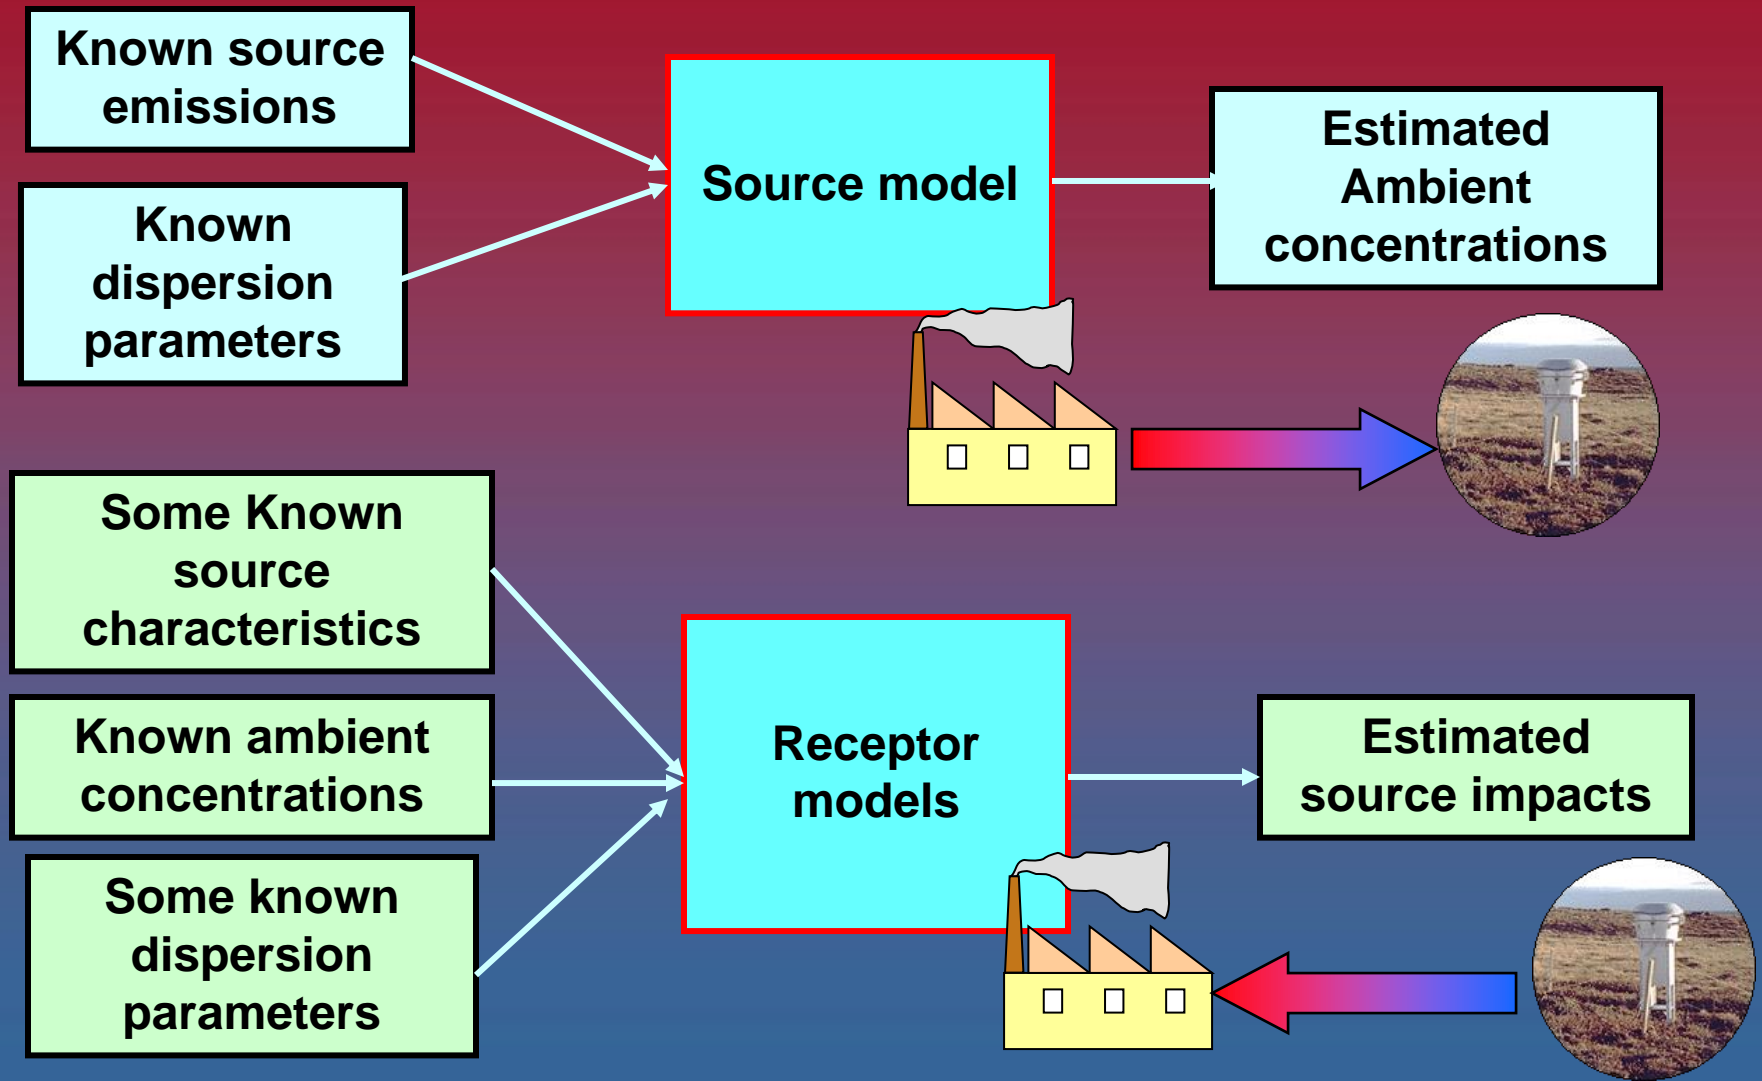 Known source
emissions
Known
dispersion
parameters
Source model
Estimated
Ambient
concentrations
Some Known
source
characteristics
Known ambient
concentrations
Some known
dispersion
parameters
Receptor
models
Estimated
source impacts